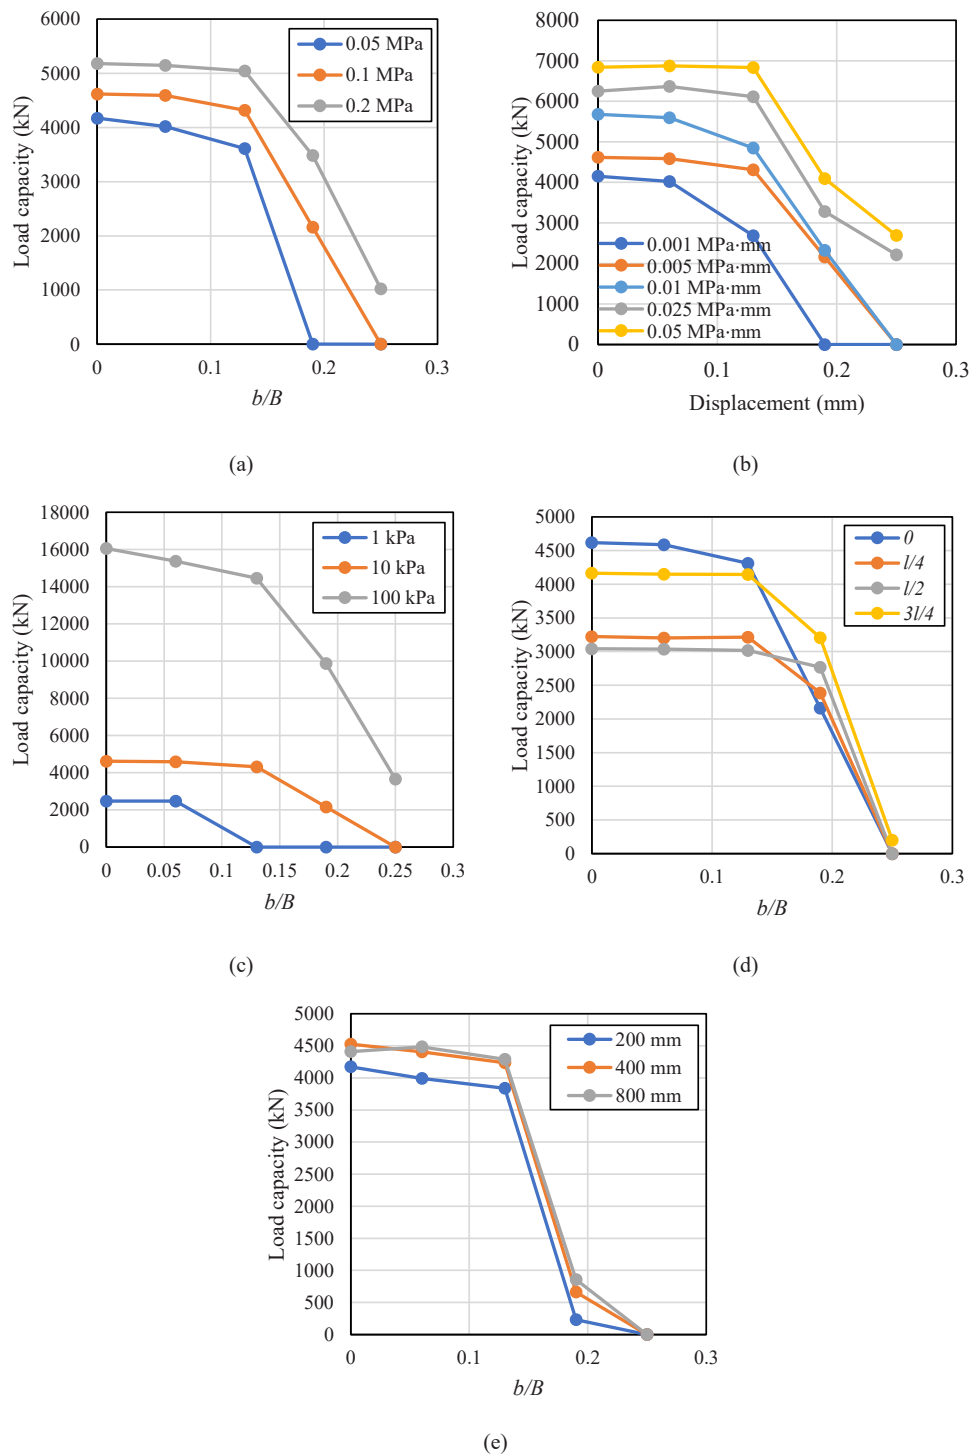 6000
5000
4000
3000
2000
1000
0
Load capacity (kN)
0.05 MPa
0.1 MPa
0.2 MPa
0 0.1 0.2 0.3
b/B
(a)
8000
7000
6000
5000
4000
3000
2000
1000
0
Load capacity (kN)
0.001 MPa·mm
0.005 MPa·mm
0.01 MPa·mm
0.025 MPa·mm
0.05 MPa·mm
0 0.1 0.2 0.3
Displacement (mm)
(b)
18000
16000
14000
12000
10000
8000
6000
4000
2000
0
Load capacity (kN)
1 kPa
10 kPa
100 kPa
0 0.05 0.1 0.15 0.2 0.25 0.3
b/B
(c)
5000
4500
4000
3500
3000
2500
2000
1500
1000
500
0
Load capacity (kN)
0
l/4
l/2
3l/4
0 0.1 0.2 0.3
b/B
(d)
5000
4500
4000
3500
3000
2500
2000
1500
1000
500
0
Load capacity (kN)
200 mm
400 mm
800 mm
0 0.1 0.2 0.3
b/B
(e)